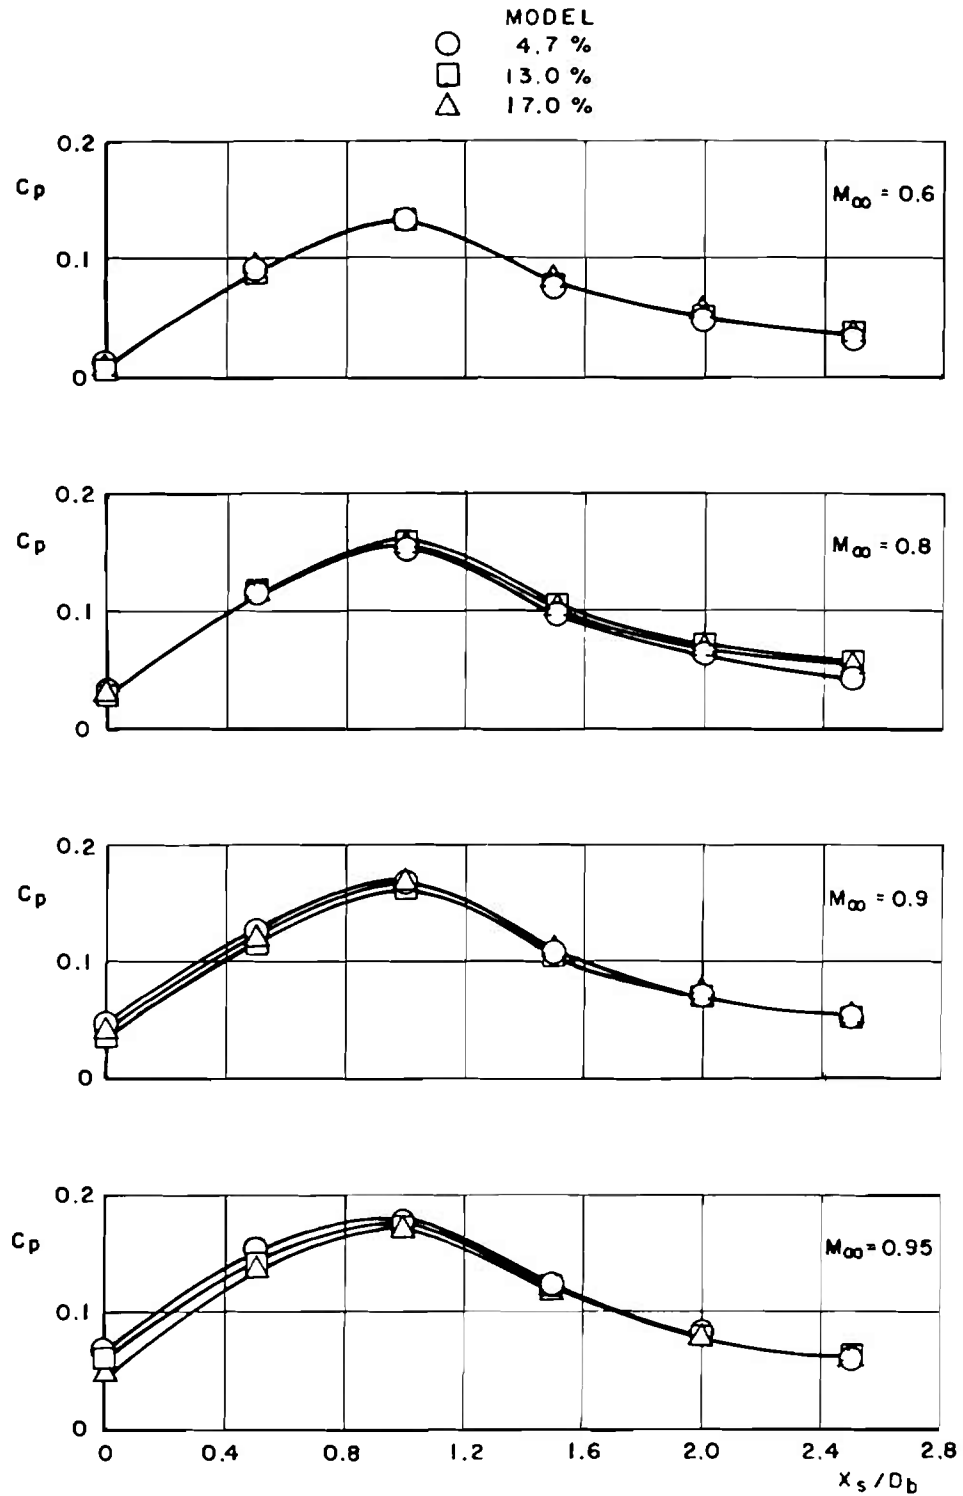 MODEL
○ 4.7 %
□ 13.0 %
△ 17.0 %
0.2
Cp
M∞ = 0.6
0.1
0
0.2
Cp
M∞ = 0.8
0.1
0
0.2
Cp
M∞ = 0.9
0.1
0
0.2
Cp
M∞ = 0.95
0.1
0
0 0.4 0.8 1.2 1.6 2.0 2.4 2.8
Xs/Db